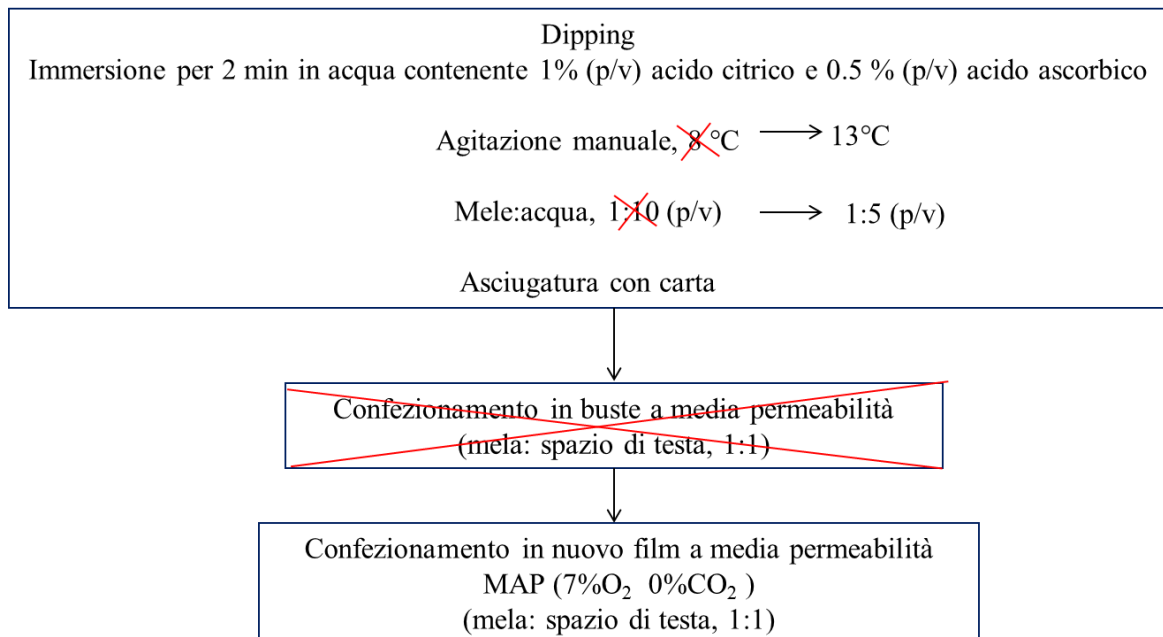 Dipping
Immersione per 2 min in acqua contenente 1% (p/v) acido citrico e 0.5 % (p/v) acido ascorbico
Agitazione manuale, 8 °C 13°C
Mele:acqua, 1:10 (p/v) 1:5 (p/v)
Asciugatura con carta
Confezionamento in buste a media permeabilità
(mela: spazio di testa, 1:1)
Confezionamento in nuovo film a media permeabilità
MAP (7%O₂ 0%CO₂ )
(mela: spazio di testa, 1:1)